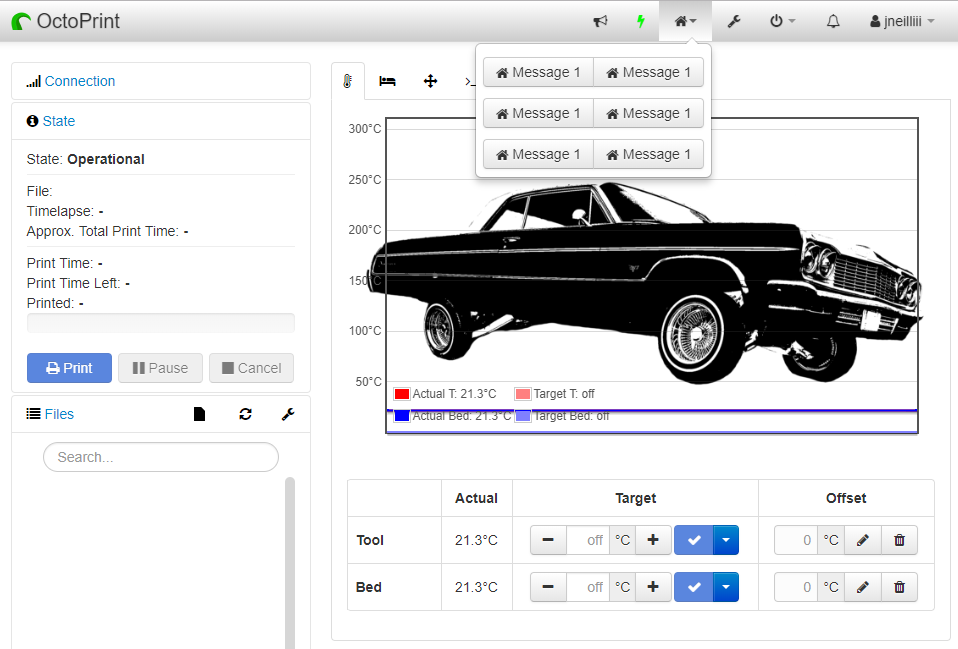 OctoPrint
jneilliii
Message 1 Message 1
Message 1 Message 1
Message 1 Message 1
Connection
State
State: Operational
File:
Timelapse: -
Approx. Total Print Time: -
Print Time: -
Print Time Left: -
Printed: -
Print Pause Cancel
Files
Search...
300°C
250°C
200°C
150°C
100°C
50°C
Actual T: 21.3°C Target T: off
Actual Bed: 21.3°C Target Bed: off
Actual Target Offset
Tool 21.3°C off °C 0 °C
Bed 21.3°C off °C 0 °C